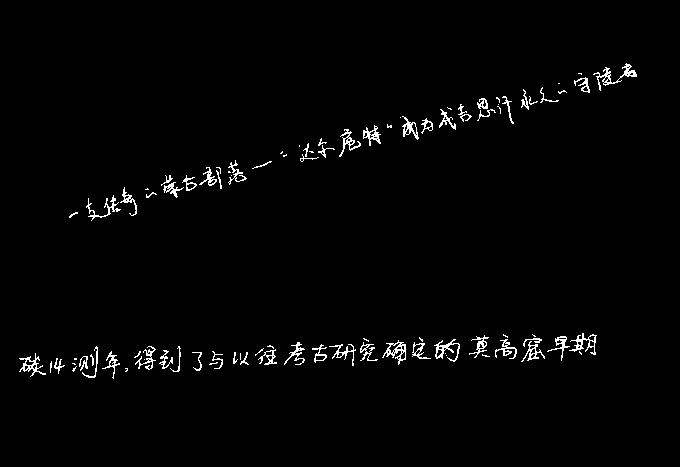 一支传奇的蒙古部落一“达尔扈特”成为成吉思汗永久的守陵者
碳14测年,得到了与以往考古研究确定的莫高窟早期